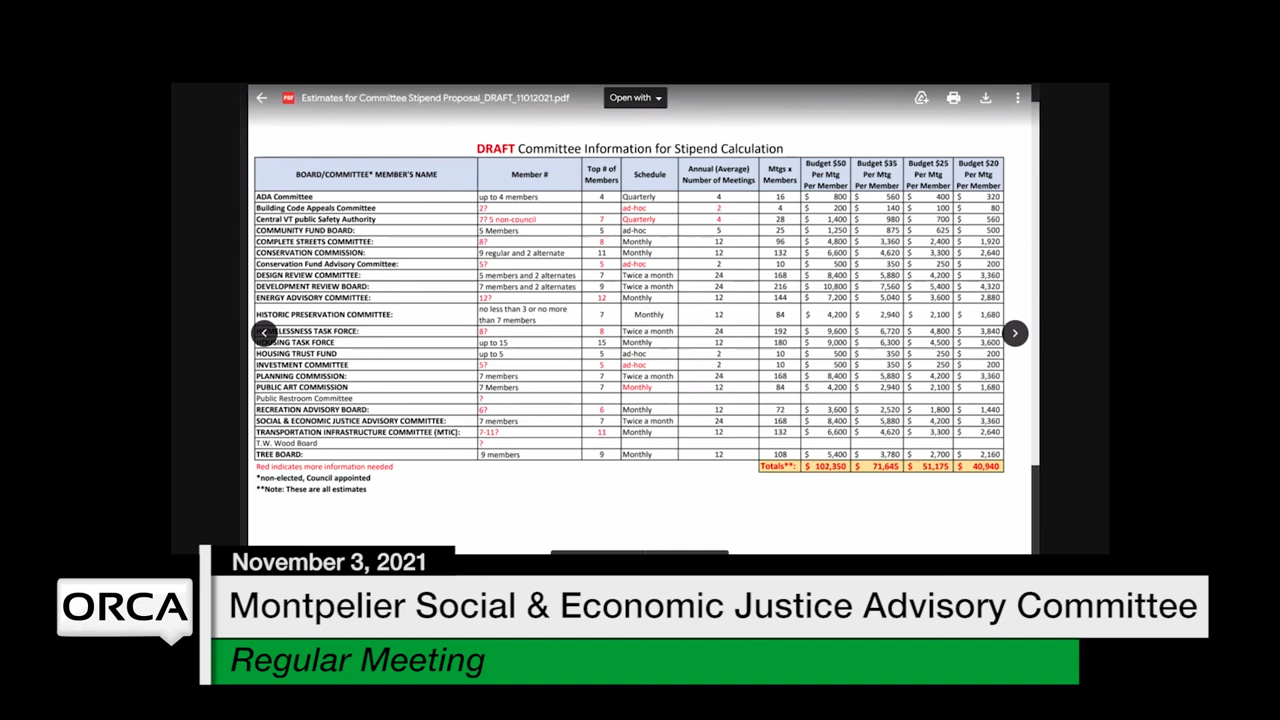 Estimates for Committee Stipend Proposal_DRAFT_11012021.pdf Open with
DRAFT Committee Information for Stipend Calculation
BOARD/COMMITTEE* MEMBER'S NAME Member # Top # of Members Schedule Annual (Average) Number of Meetings Mtgs x Members Budget $50 Per Mtg Per Member Budget $35 Per Mtg Per Member Budget $25 Per Mtg Per Member Budget $20 Per Mtg Per Member
ADA Committee up to 4 members 4 Quarterly 4 16 $ 800 $ 560 $ 400 $ 320
Building Code Appeals Committee 2? ad-hoc 2 4 $ 200 $ 140 $ 100 $ 80
Central VT public Safety Authority 7? 5 non-council 7 Quarterly 4 28 $ 1,400 $ 980 $ 700 $ 560
COMMUNITY FUND BOARD: 5 Members 5 ad-hoc 5 25 $ 1,250 $ 875 $ 625 $ 500
COMPLETE STREETS COMMITTEE: 8? 8 Monthly 12 96 $ 4,800 $ 3,360 $ 2,400 $ 1,920
CONSERVATION COMMISSION: 9 regular and 2 alternate 11 Monthly 12 132 $ 6,600 $ 4,620 $ 3,300 $ 2,640
Conservation Fund Advisory Committee: 5? 5 ad-hoc 2 10 $ 500 $ 350 $ 250 $ 200
DESIGN REVIEW COMMITTEE: 5 members and 2 alternates 7 Twice a month 24 168 $ 8,400 $ 5,880 $ 4,200 $ 3,360
DEVELOPMENT REVIEW BOARD: 7 members and 2 alternates 9 Twice a month 24 216 $ 10,800 $ 7,560 $ 5,400 $ 4,320
ENERGY ADVISORY COMMITTEE: 12? 12 Monthly 12 144 $ 7,200 $ 5,040 $ 3,600 $ 2,880
HISTORIC PRESERVATION COMMITTEE: no less than 3 or no more than 7 members 7 Monthly 12 84 $ 4,200 $ 2,940 $ 2,100 $ 1,680
HOMELESSNESS TASK FORCE: 8? 8 Twice a month 24 192 $ 9,600 $ 6,720 $ 4,800 $ 3,840
HOUSING TASK FORCE up to 15 15 Monthly 12 180 $ 9,000 $ 6,300 $ 4,500 $ 3,600
HOUSING TRUST FUND up to 5 5 ad-hoc 2 10 $ 500 $ 350 $ 250 $ 200
INVESTMENT COMMITTEE 5? 5 ad-hoc 2 10 $ 500 $ 350 $ 250 $ 200
PLANNING COMMISSION: 7 members 7 Twice a month 24 168 $ 8,400 $ 5,880 $ 4,200 $ 3,360
PUBLIC ART COMMISSION 7 Members 7 Monthly 12 84 $ 4,200 $ 2,940 $ 2,100 $ 1,680
Public Restroom Committee ?
RECREATION ADVISORY BOARD: 6? 6 Monthly 12 72 $ 3,600 $ 2,520 $ 1,800 $ 1,440
SOCIAL & ECONOMIC JUSTICE ADVISORY COMMITTEE: 7 members 7 Twice a month 24 168 $ 8,400 $ 5,880 $ 4,200 $ 3,360
TRANSPORTATION INFRASTRUCTURE COMMITTEE (MTIC): 7-11? 11 Monthly 12 132 $ 6,600 $ 4,620 $ 3,300 $ 2,640
T.W. Wood Board ?
TREE BOARD: 9 members 9 Monthly 12 108 $ 5,400 $ 3,780 $ 2,700 $ 2,160
Red indicates more information needed Totals**: $ 102,350 $ 71,645 $ 51,175 $ 40,940
*non-elected, Council appointed
**Note: These are all estimates
November 3, 2021
ORCA Montpelier Social & Economic Justice Advisory Committee
Regular Meeting